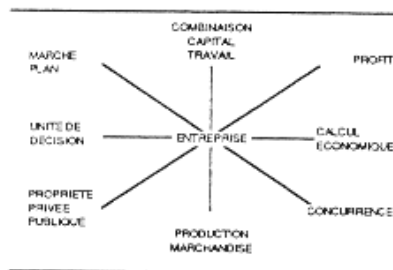 COMBINAISON
CAPITAL
TRAVAIL
MARCHE
PLAN
PROFIT
UNITE DE
DECISION
ENTREPRISE
CALCUL
ECONOMIQUE
PROPRIETE
PRIVEE
PUBLIQUE
CONCURRENCE
PRODUCTION
MARCHANDISE